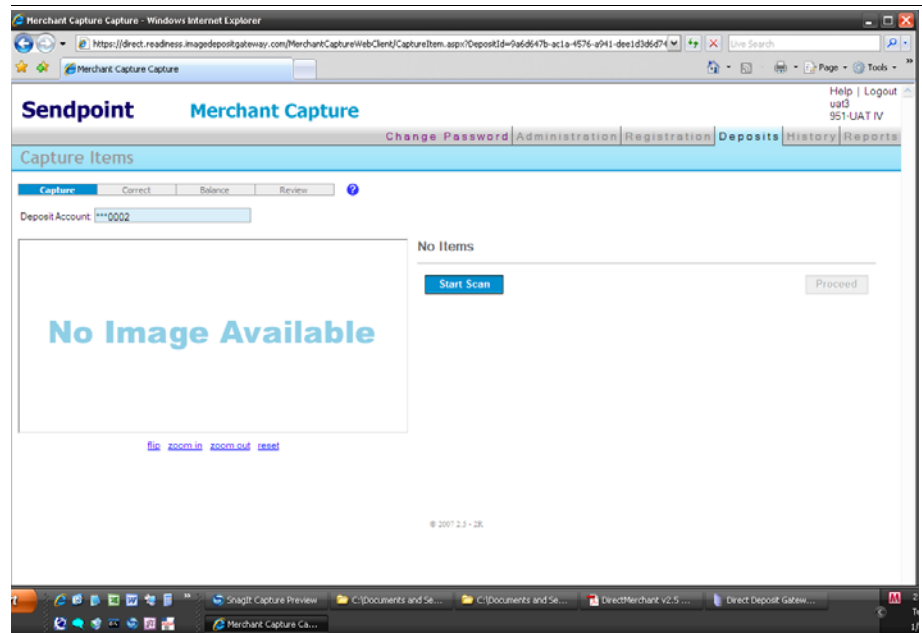 Merchant Capture Capture - Windows Internet Explorer
https://direct.readiness.imagedepositgateway.com/MerchantCaptureWebClient/CaptureItem.aspx?DepositId=9a6d647b-ac1a-4576-a941-dee1d3d6d74
Live Search
Merchant Capture Capture
Page
Tools
Help | Logout
Sendpoint
Merchant Capture
uat3
951-UAT IV
Change Password Administration Registration Deposits History Reports
Capture Items
Capture Correct Balance Review ?
Deposit Account: ***0002
No Items
Start Scan
Proceed
No Image Available
flip zoom in zoom out reset
© 2007 2.5 - 2R
SnagIt Capture Preview
C:\Documents and Se...
C:\Documents and Se...
DirectMerchant v2.5 ...
Direct Deposit Gatew...
Merchant Capture Ca...